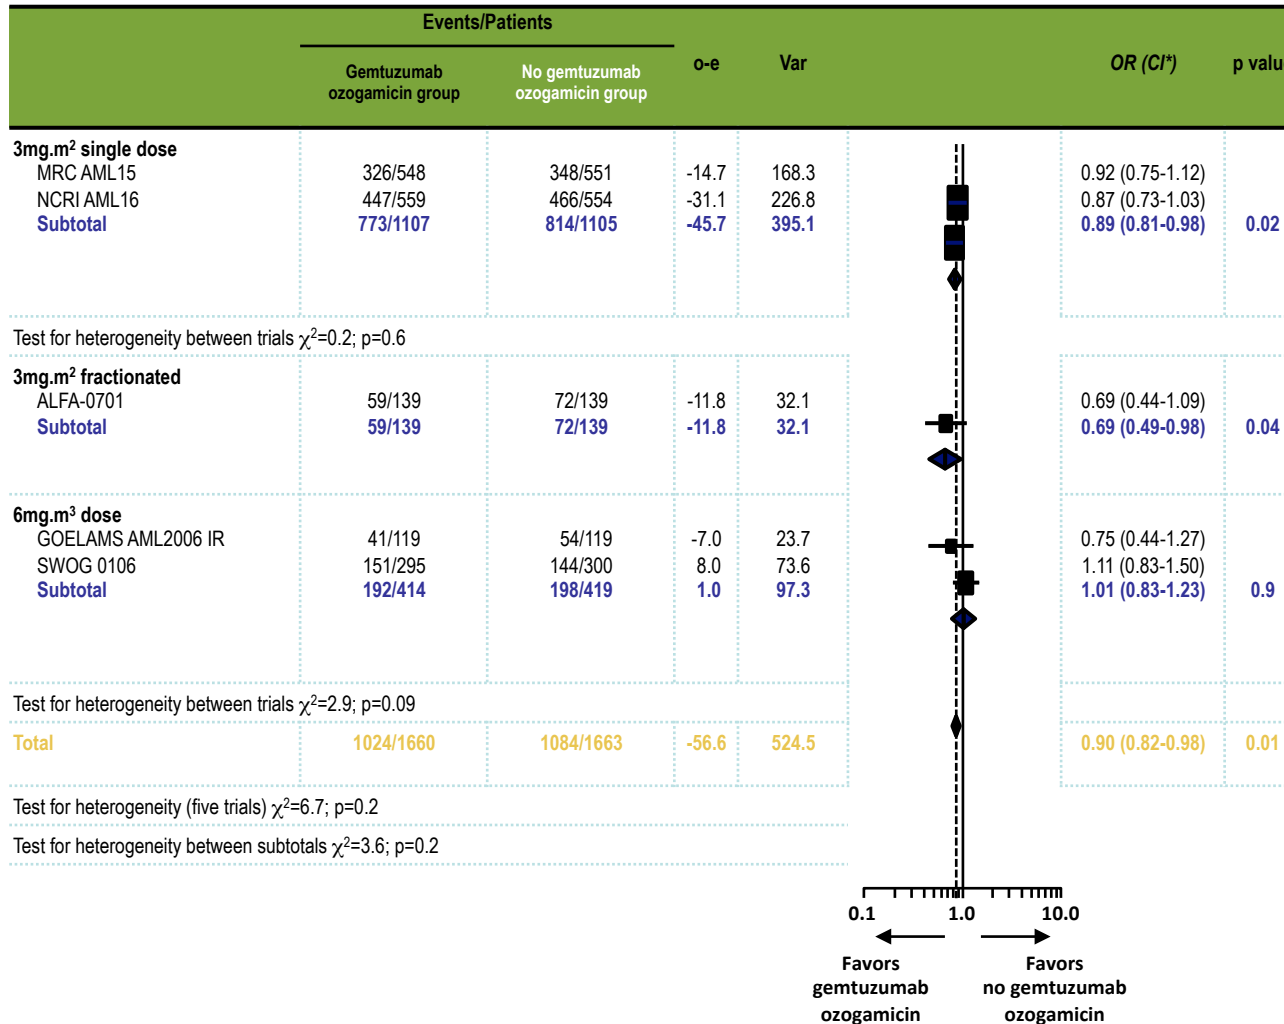 Events/Patients
Gemtuzumab ozogamicin group No gemtuzumab ozogamicin group o-e Var OR (CI*) p valu
3mg.m² single dose
MRC AML15 326/548 348/551 -14.7 168.3 0.92 (0.75-1.12)
NCRI AML16 447/559 466/554 -31.1 226.8 0.87 (0.73-1.03)
Subtotal 773/1107 814/1105 -45.7 395.1 0.89 (0.81-0.98) 0.02
Test for heterogeneity between trials χ²=0.2; p=0.6
3mg.m² fractionated
ALFA-0701 59/139 72/139 -11.8 32.1 0.69 (0.44-1.09)
Subtotal 59/139 72/139 -11.8 32.1 0.69 (0.49-0.98) 0.04
6mg.m³ dose
GOELAMS AML2006 IR 41/119 54/119 -7.0 23.7 0.75 (0.44-1.27)
SWOG 0106 151/295 144/300 8.0 73.6 1.11 (0.83-1.50)
Subtotal 192/414 198/419 1.0 97.3 1.01 (0.83-1.23) 0.9
Test for heterogeneity between trials χ²=2.9; p=0.09
Total 1024/1660 1084/1663 -56.6 524.5 0.90 (0.82-0.98) 0.01
Test for heterogeneity (five trials) χ²=6.7; p=0.2
Test for heterogeneity between subtotals χ²=3.6; p=0.2
0.1 1.0 10.0
Favors gemtuzumab ozogamicin Favors no gemtuzumab ozogamicin